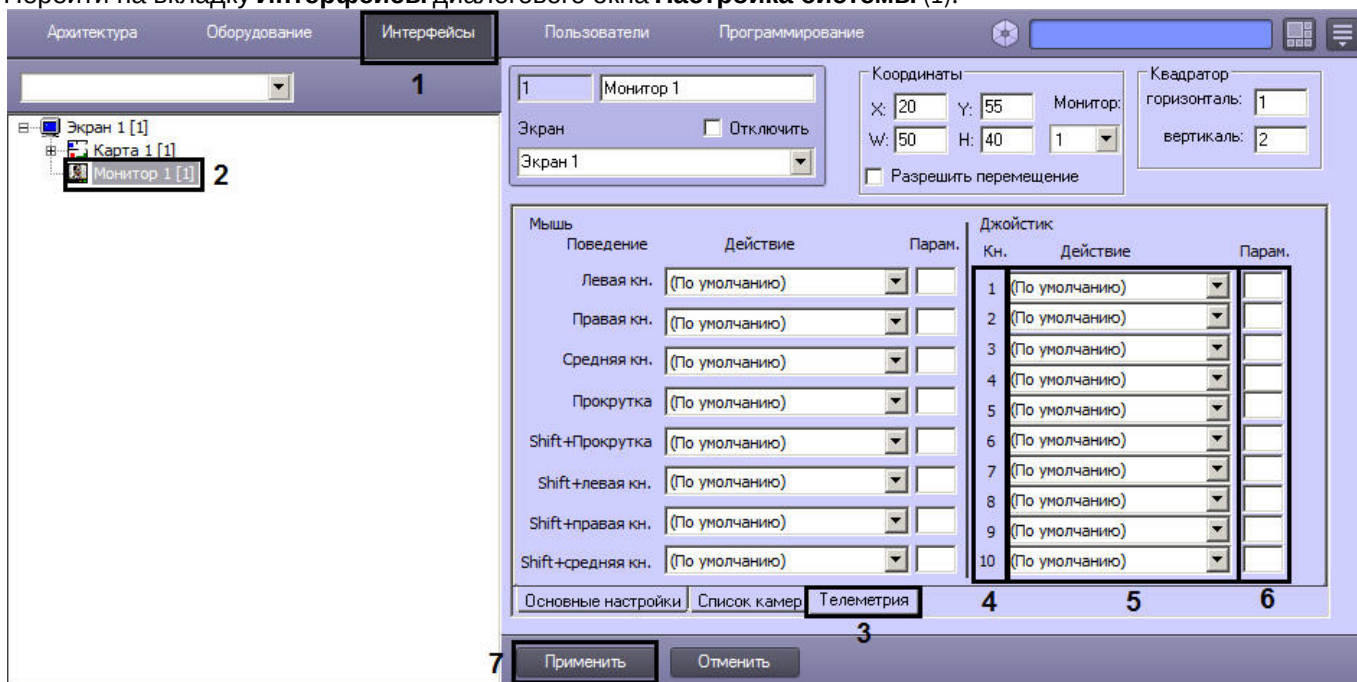 Перейти на вкладку Интерфейсы диалогового окна Настройка системы (1).
Архитектура Оборудование Интерфейсы Пользователи Программирование
1
Экран 1 [1]
Карта 1 [1]
Монитор 1 [1] 2
1 Монитор 1
Экран Отключить
Экран 1
Координаты
X: 20 Y: 55 Монитор:
W: 50 H: 40 1
Разрешить перемещение
Квадратор
горизонталь: 1
вертикаль: 2
Мышь
Поведение Действие Парам.
Левая кн. (По умолчанию)
Правая кн. (По умолчанию)
Средняя кн. (По умолчанию)
Прокрутка (По умолчанию)
Shift+Прокрутка (По умолчанию)
Shift+левая кн. (По умолчанию)
Shift+правая кн. (По умолчанию)
Shift+средняя кн. (По умолчанию)
Джойстик
Кн. Действие Парам.
1 (По умолчанию)
2 (По умолчанию)
3 (По умолчанию)
4 (По умолчанию)
5 (По умолчанию)
6 (По умолчанию)
7 (По умолчанию)
8 (По умолчанию)
9 (По умолчанию)
10 (По умолчанию)
Основные настройки Список камер Телеметрия 4 5 6
3
7 Применить Отменить